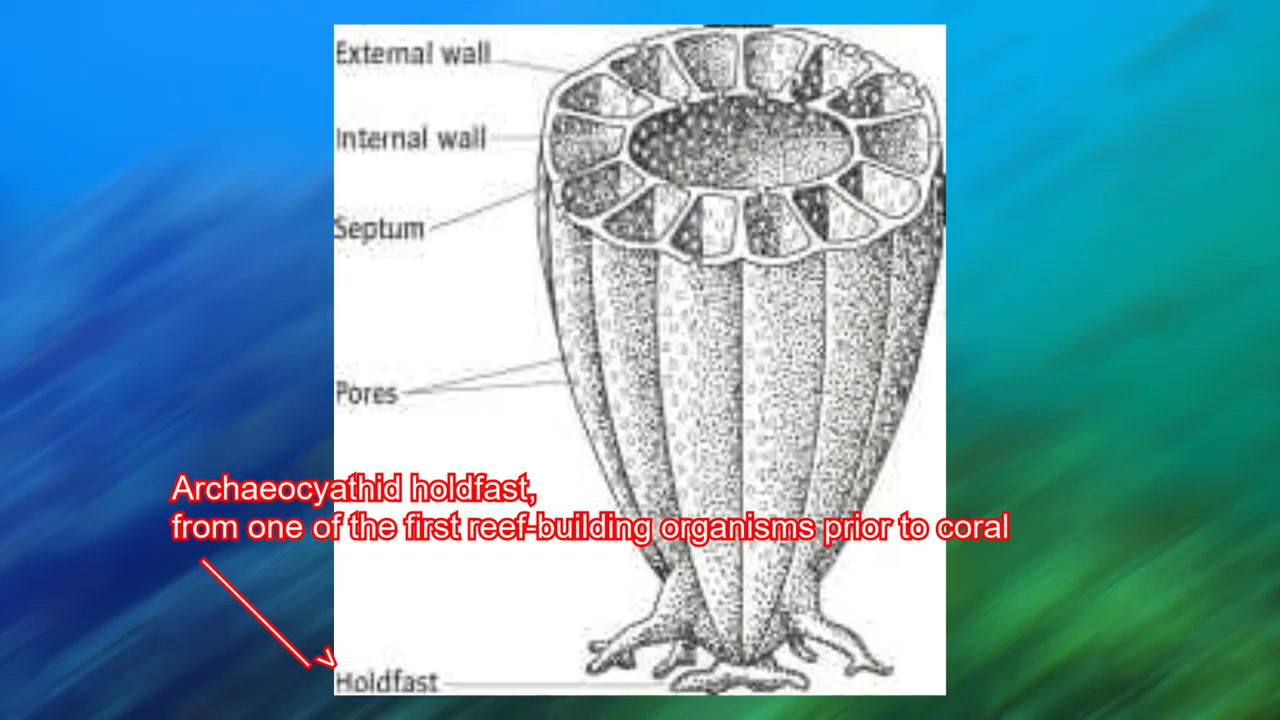 External wall
Internal wall
Septum
Pores
Archaeocyathid holdfast,
from one of the first reef-building organisms prior to coral
Holdfast